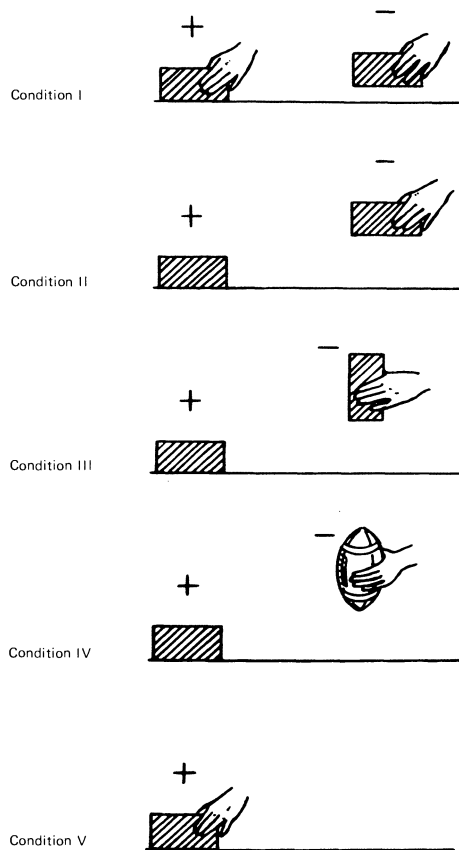 + −
Condition I
−
+
Condition II
−
+
Condition III
−
+
Condition IV
+
Condition V